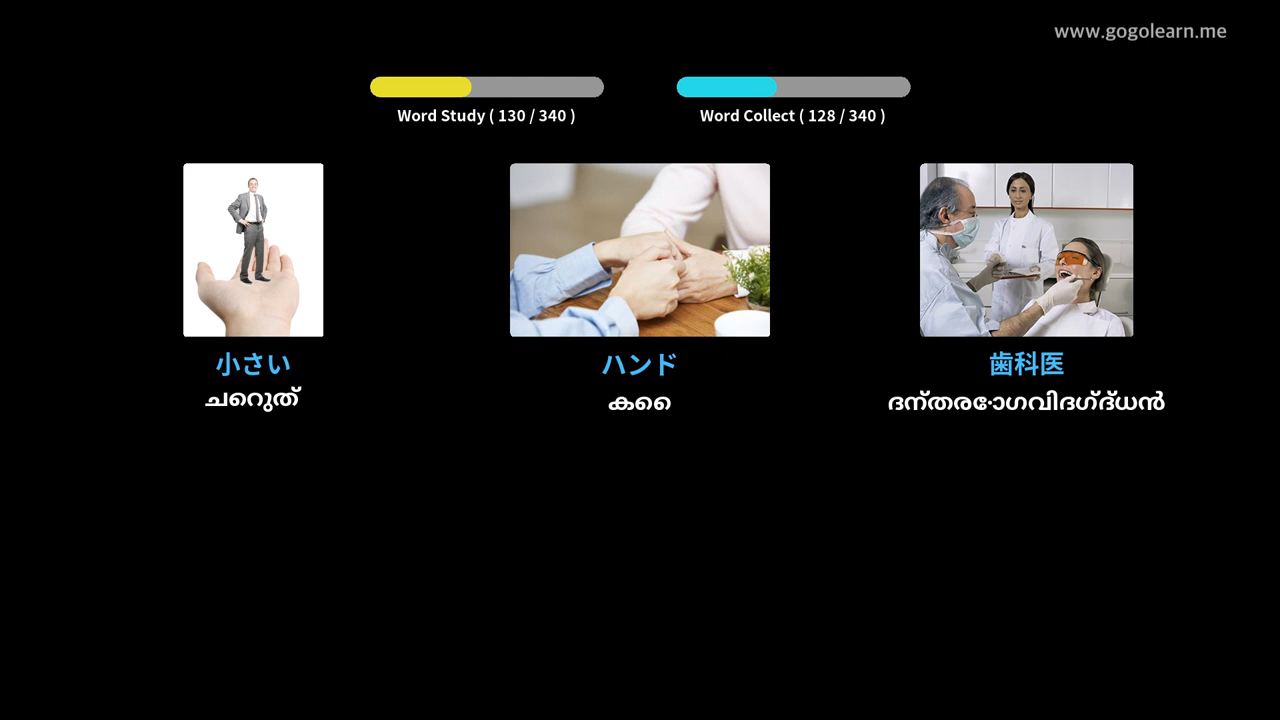 www.gogolearn.me
Word Study ( 130 / 340 )
Word Collect ( 128 / 340 )
小さい
ハンド
歯科医
ചറെുത്
കൈ
ദന്തരോഗവിദഗ്ദ്ധൻ